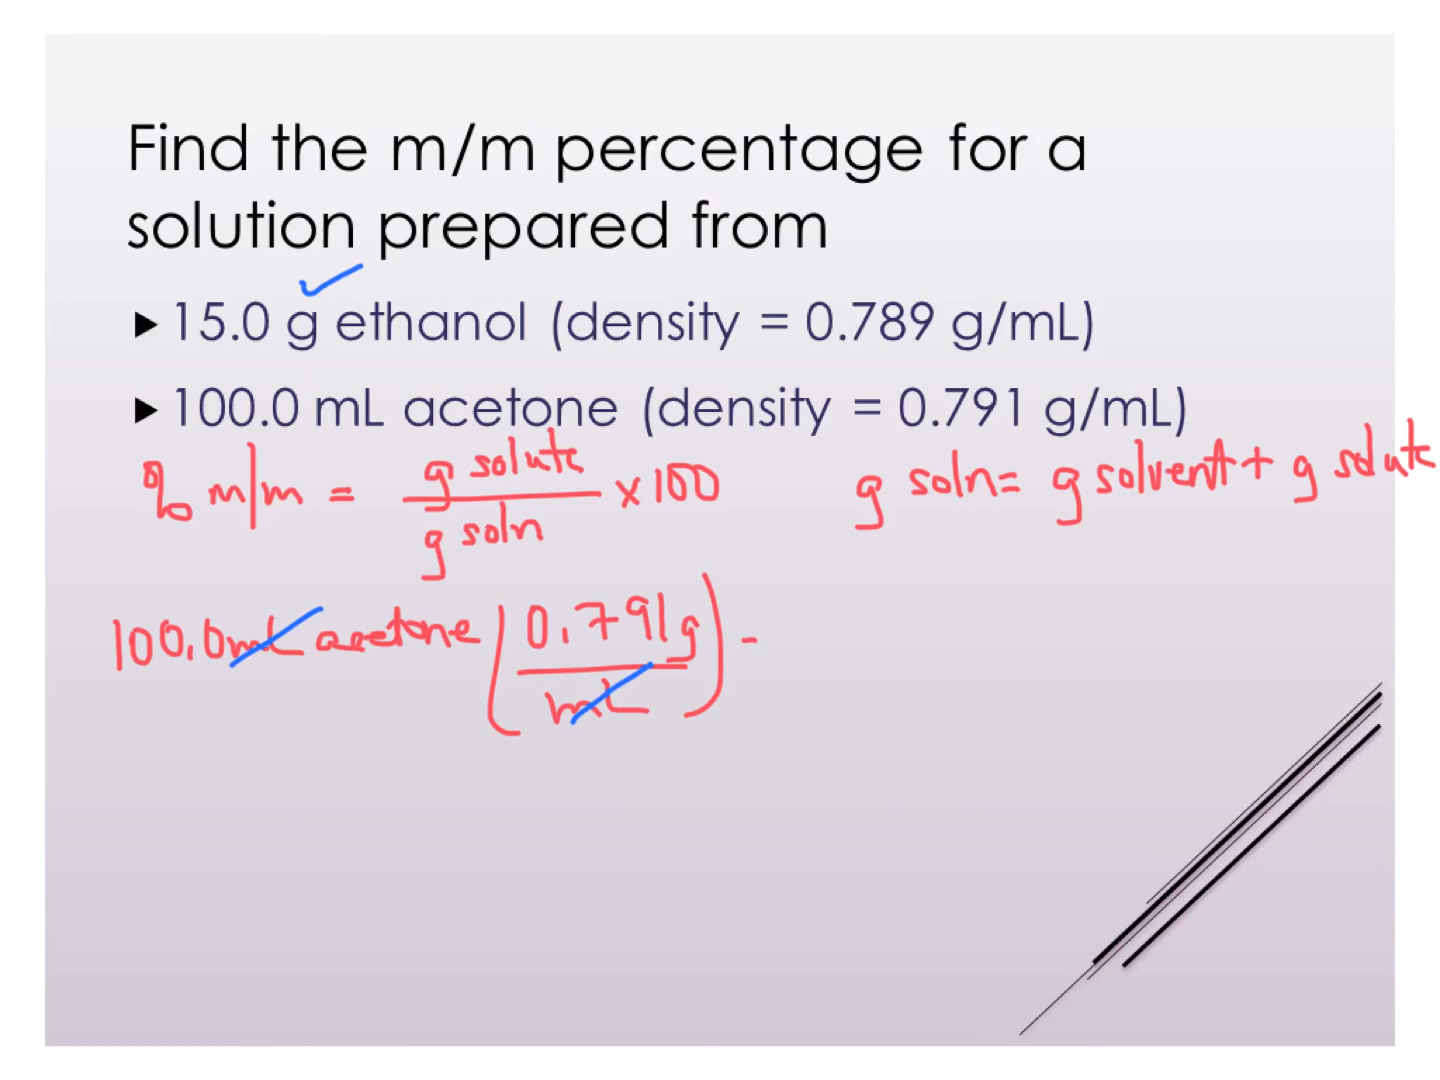 Find the m/m percentage for a
solution prepared from
▶ 15.0 g ethanol (density = 0.789 g/mL)
▶ 100.0 mL acetone (density = 0.791 g/mL)
% m/m = g solute / g soln × 100    g soln = g solvent + g solute
100.0 mL acetone (0.791 g / mL) -